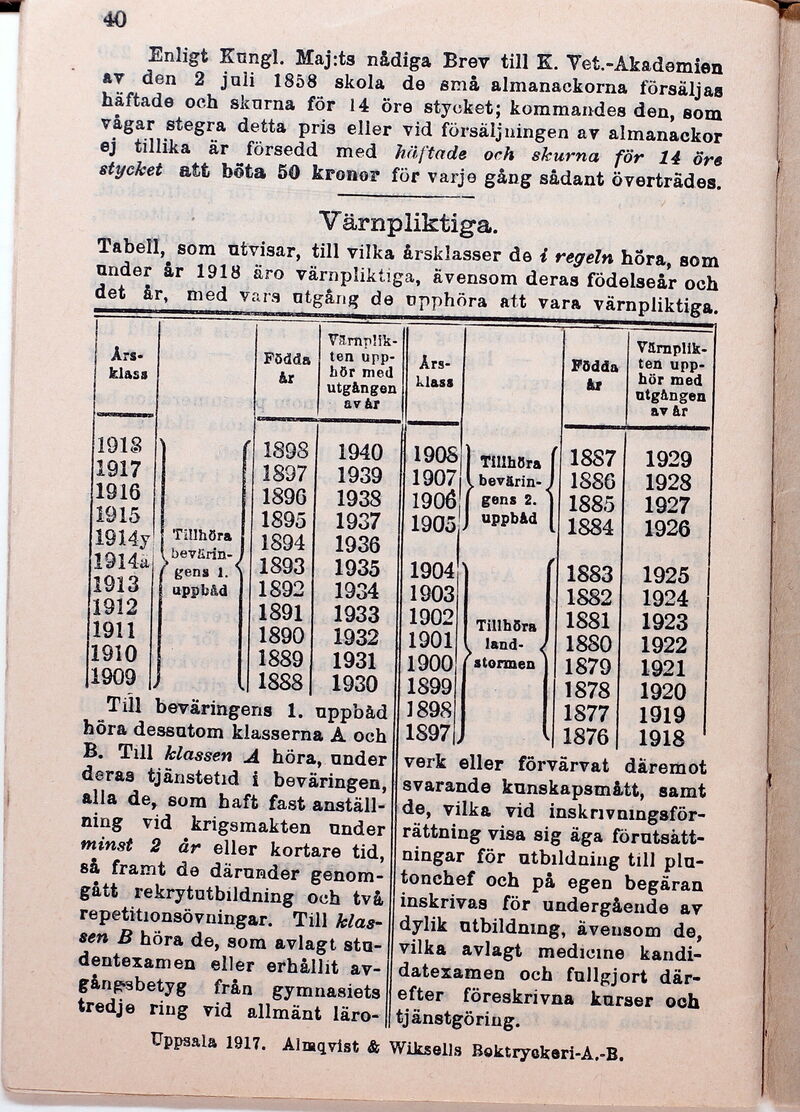 40
Enligt Kungl. Maj:ts nådiga Brev till K. Vet.-Akademien
av den 2 juli 1858 skola de små almanackorna försäljas
häftade och skurna för 14 öre stycket; kommandes den, som
vågar stegra detta pris eller vid försäljningen av almanackor
ej tillika är försedd med häftade och skurna för 14 öre
stycket att böta 50 kronor för varje gång sådant överträdes.
Värnpliktiga.
Tabell, som utvisar, till vilka årsklasser de i regeln höra, som
under år 1918 äro värnpliktiga, ävensom deras födelseår och
det år, med vars utgång de upphöra att vara värnpliktiga.
Års-
klass
Födda
år
Värnplik-
ten upp-
hör med
utgången
av år
1918 1898 1940
1917 1897 1939
1916 1896 1938
1915 1895 1937
1914y 1894 1936
1914ä 1893 1935
1913 1892 1934
1912 1891 1933
1911 1890 1932
1910 1889 1931
1909 1888 1930
Tillhöra
bevärin-
gens 1.
uppbåd
Års-
klass
Födda
år
Värnplik-
ten upp-
hör med
utgången
av år
1908 1887 1929
1907 1886 1928
1906 1885 1927
1905 1884 1926
Tillhöra
bevärin-
gens 2.
uppbåd
1904 1883 1925
1903 1882 1924
1902 1881 1923
1901 1880 1922
1900 1879 1921
1899 1878 1920
1898 1877 1919
1897 1876 1918
Tillhöra
land-
stormen
Till beväringens 1. uppbåd
höra dessutom klasserna A och
B. Till klassen A höra, under
deras tjänstetid i beväringen,
alla de, som haft fast anställ-
ning vid krigsmakten under
minst 2 år eller kortare tid,
så framt de därunder genom-
gått rekrytutbildning och två
repetitionsövningar. Till klas-
sen B höra de, som avlagt stu-
dentexamen eller erhållit av-
gångsbetyg från gymnasiets
tredje ring vid allmänt läro-
verk eller förvärvat däremot
svarande kunskapsmått, samt
de, vilka vid inskrivningsför-
rättning visa sig äga förutsätt-
ningar för utbildning till plu-
tonchef och på egen begäran
inskrivas för undergående av
dylik utbildning, ävensom de,
vilka avlagt medicine kandi-
datexamen och fullgjort där-
efter föreskrivna kurser och
tjänstgöring.
Uppsala 1917. Almqvist & Wiksells Boktryckeri-A.-B.